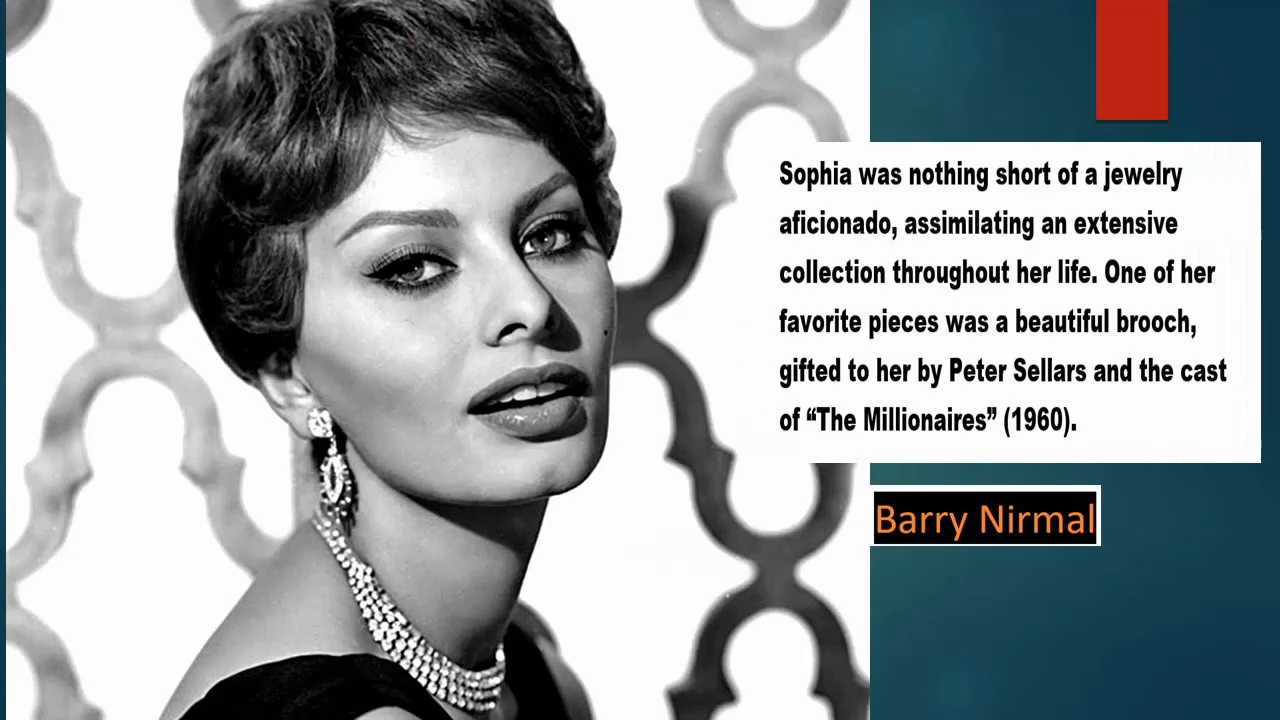 Sophia was nothing short of a jewelry
aficionado, assimilating an extensive
collection throughout her life. One of her
favorite pieces was a beautiful brooch,
gifted to her by Peter Sellars and the cast
of “The Millionaires” (1960).
Barry Nirmal